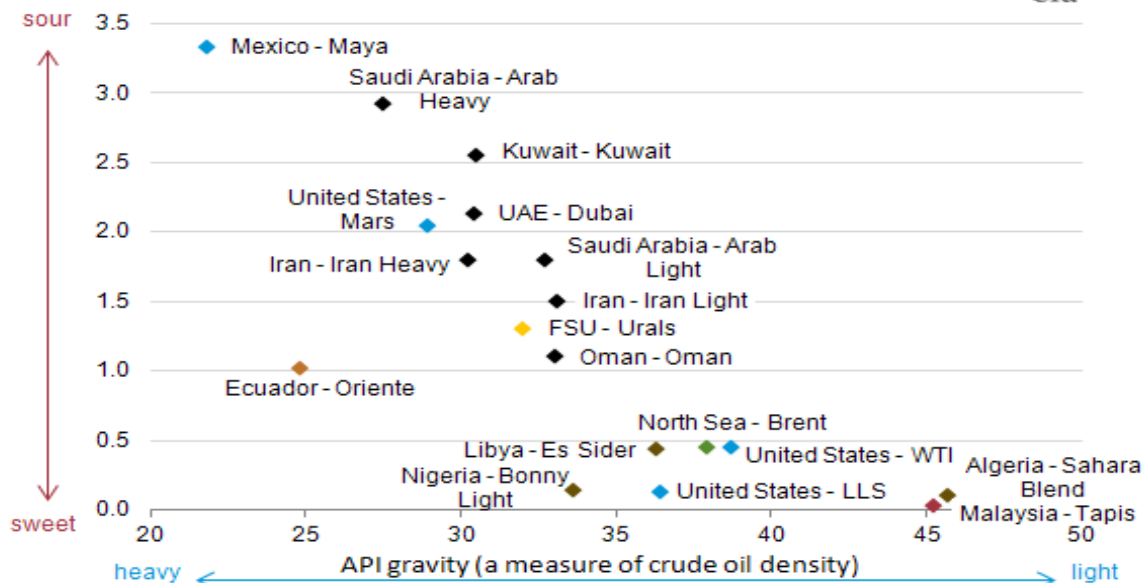 sour
3.5
Mexico - Maya
Saudi Arabia - Arab
Heavy
3.0
Kuwait - Kuwait
2.5
United States -
Mars
UAE - Dubai
2.0
Saudi Arabia - Arab
Light
Iran - Iran Heavy
1.5
Iran - Iran Light
FSU - Urals
Oman - Oman
1.0
Ecuador - Oriente
North Sea - Brent
0.5
Libya - Es Sider
United States - WTI
Nigeria - Bonny
Light
United States - LLS
Algeria - Sahara
Blend
Malaysia - Tapis
sweet
0.0
20 25 30 35 40 45 50
heavy
API gravity (a measure of crude oil density)
light